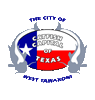 THE CITY OF
CATFISH
CAPITAL
OF
TEXAS
WEST TAWAKONI